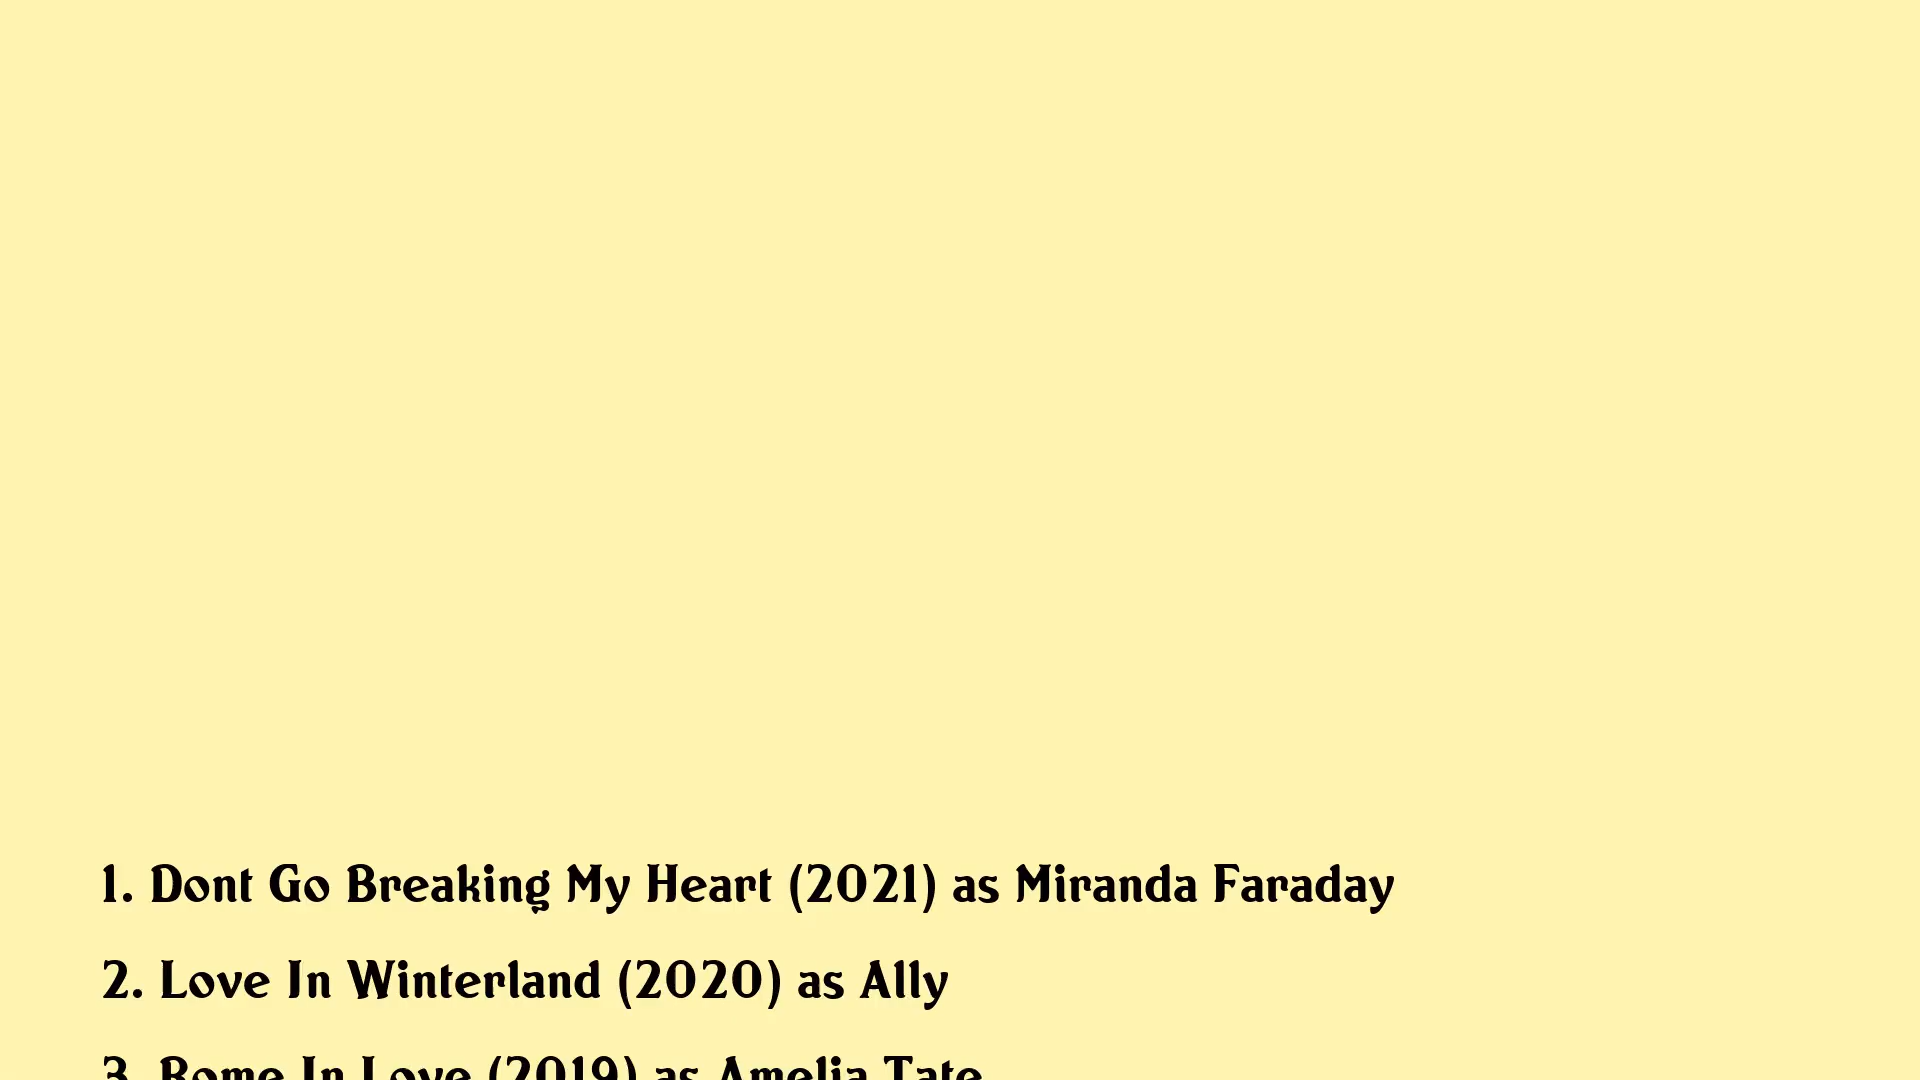 1. Dont Go Breaking My Heart (2021) as Miranda Faraday
2. Love In Winterland (2020) as Ally
3. Rome In Love (2019) as Amelia Tate